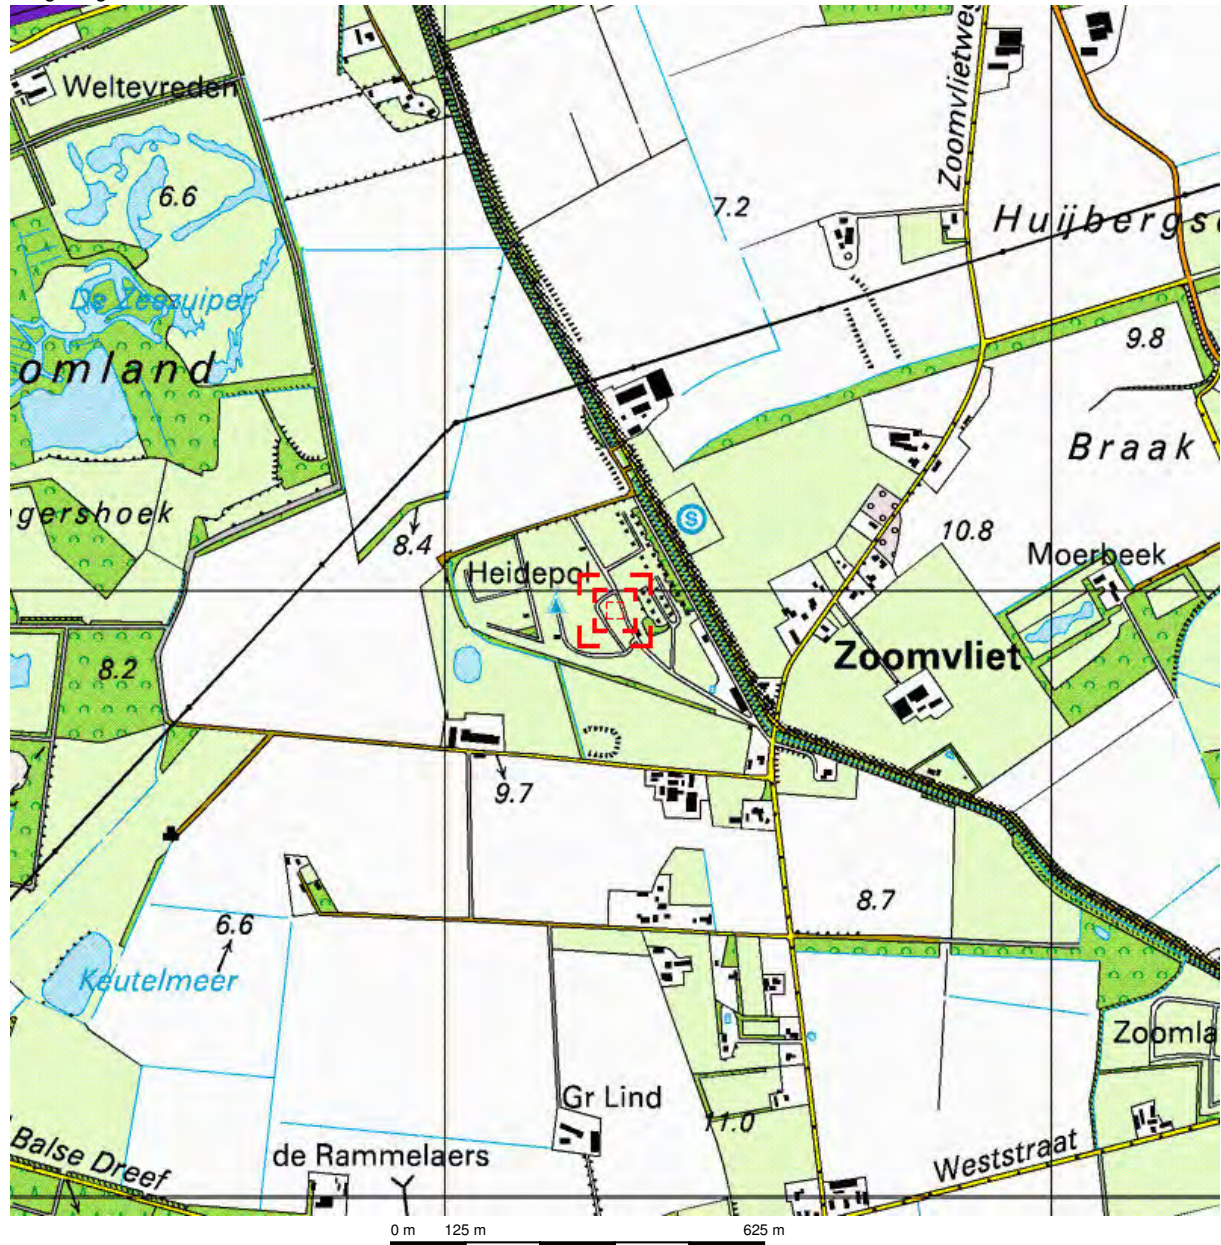 Weltevreden
6.6
De Zeezuiper
omland
gershoek
8.4
8.2
Zoomvlietweg
7.2
Huijbergse
9.8
Braak
10.8
Moerbeek
Heidepol
S
Zoomvliet
9.7
8.7
6.6
Keutelmeer
Zoomla
Gr Lind
11.0
de Rammelaers
Balse Dreef
Weststraat
0 m 125 m 625 m